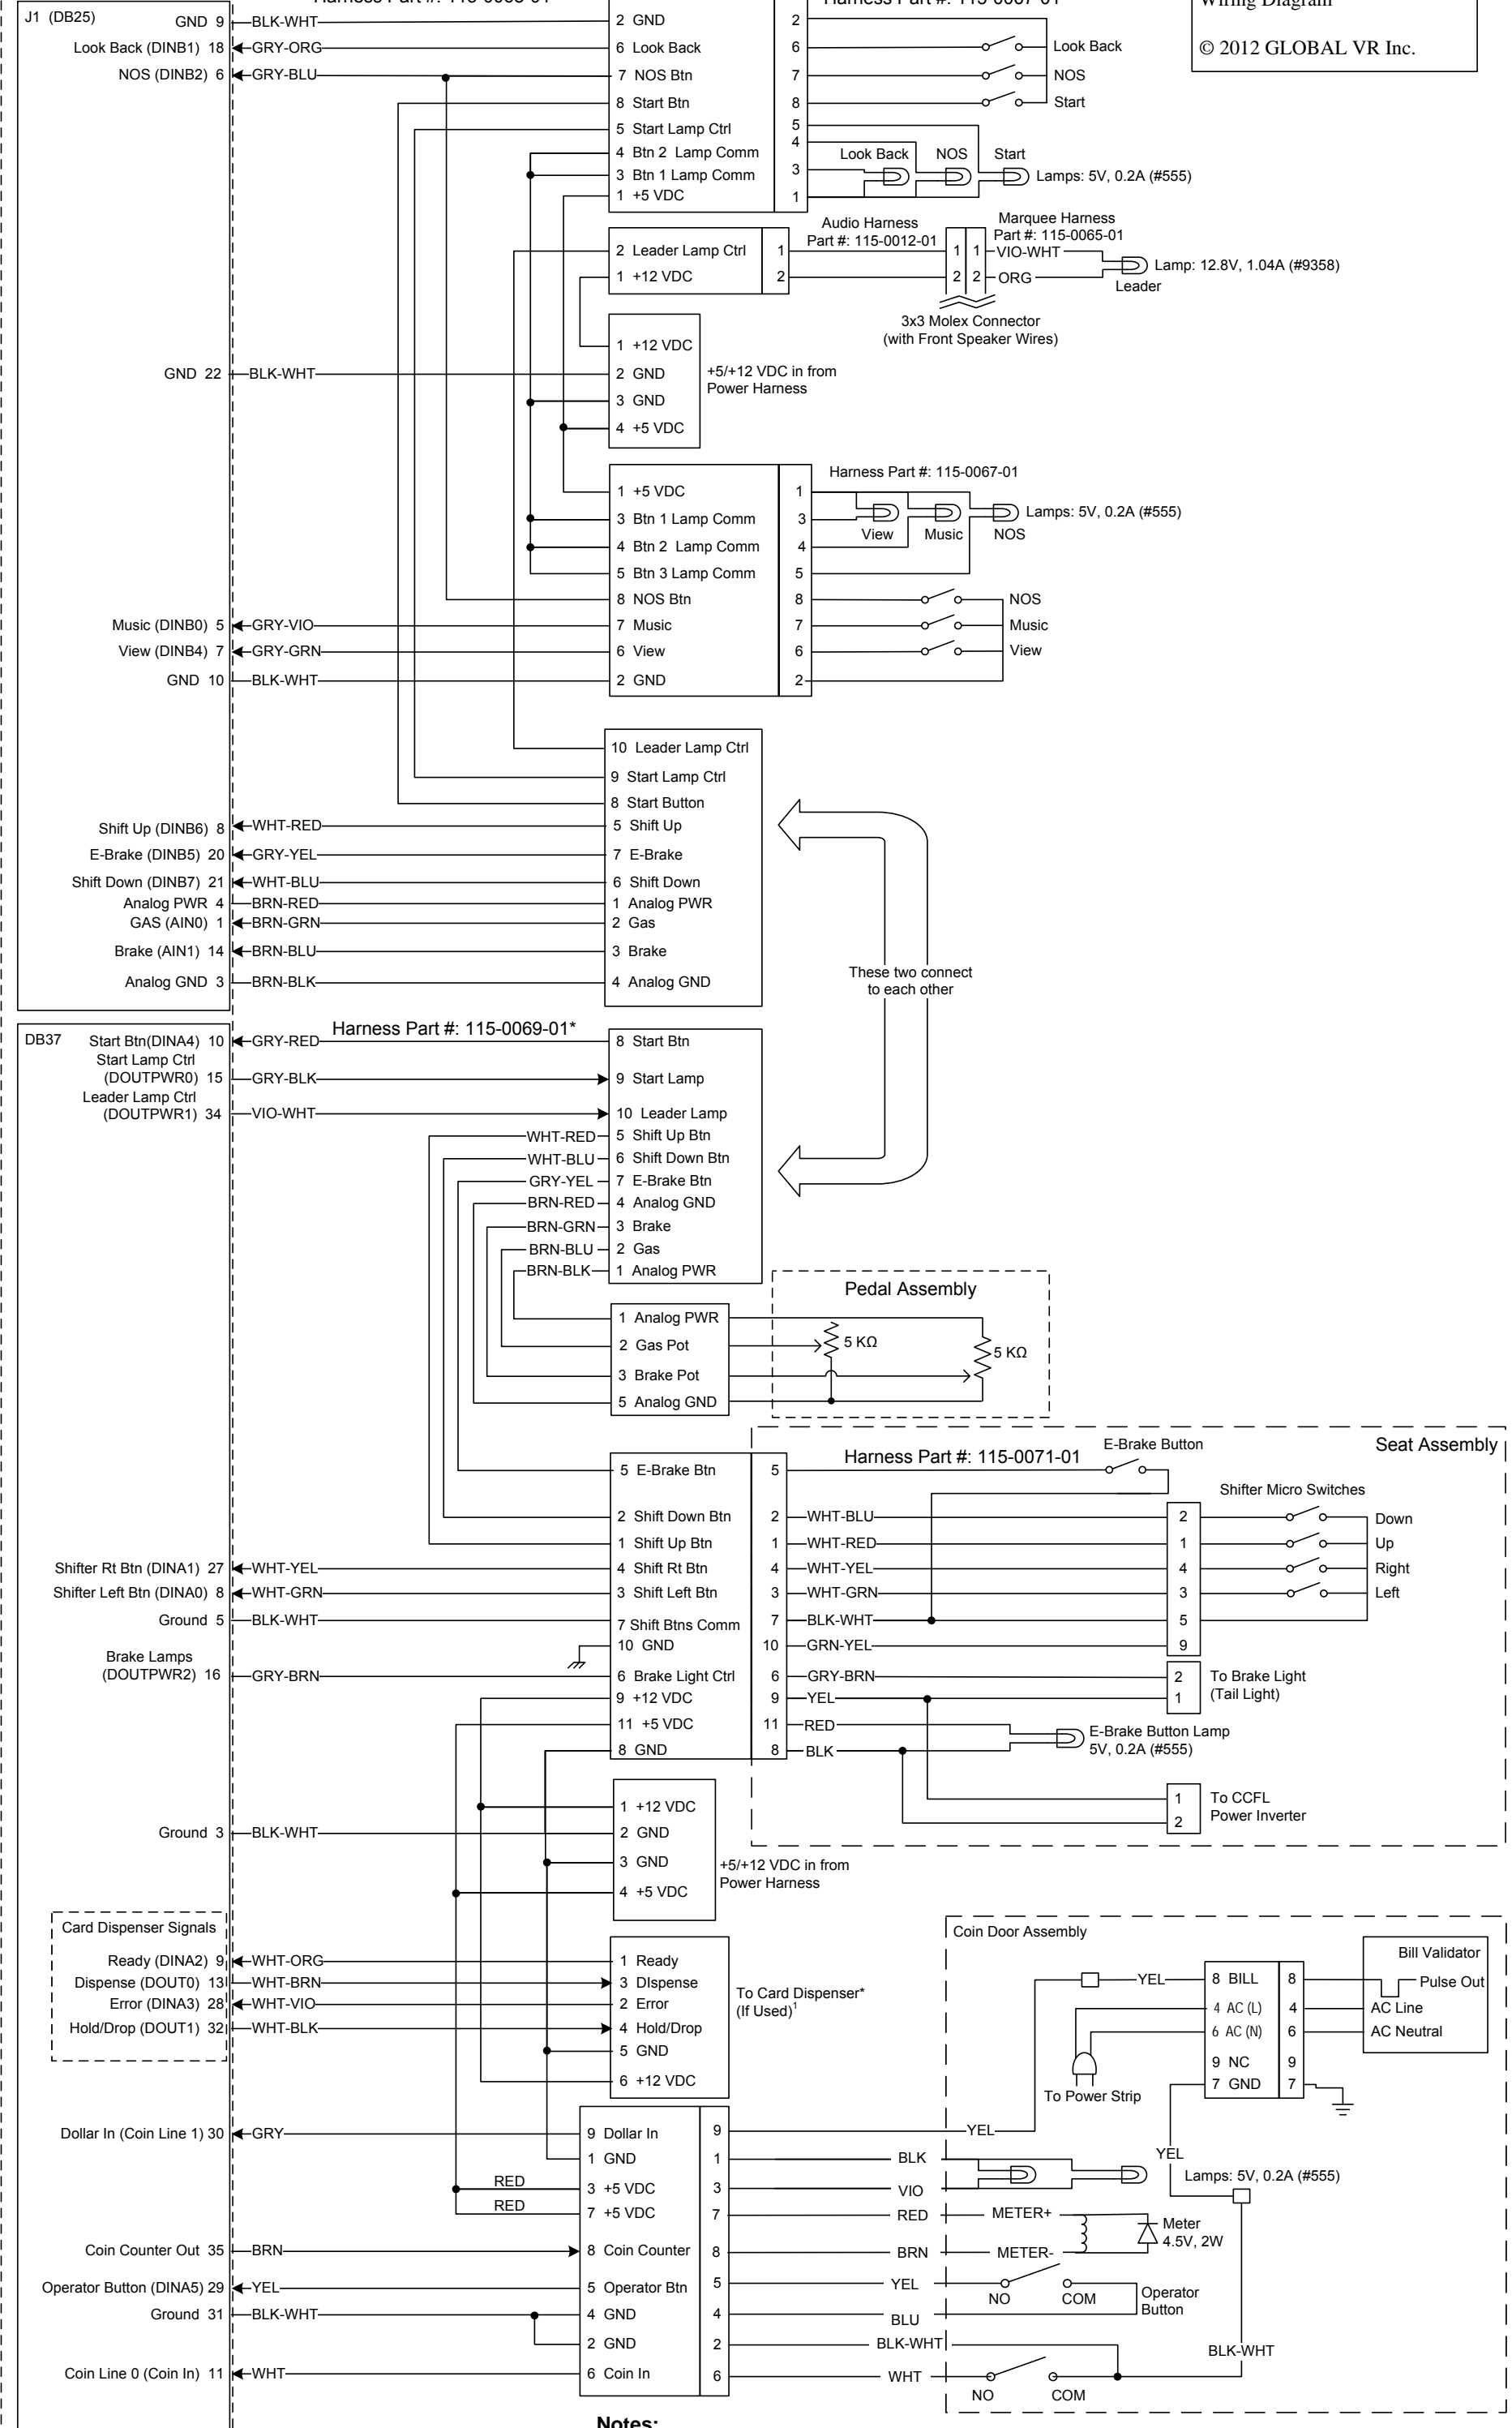 Wiring Diagram
© 2012 GLOBAL VR Inc.
J1 (DB25)
GND 9 BLK-WHT 2 GND 2
Look Back (DINB1) 18 GRY-ORG 6 Look Back 6 Look Back
NOS (DINB2) 6 GRY-BLU 7 NOS Btn 7 NOS
8 Start Btn 8 Start
5 Start Lamp Ctrl 5
4 Btn 2 Lamp Comm 4
Look Back NOS Start
3 Btn 1 Lamp Comm 3 Lamps: 5V, 0.2A (#555)
1 +5 VDC 1
Audio Harness
Part #: 115-0012-01
Marquee Harness
Part #: 115-0065-01
2 Leader Lamp Ctrl 1 1 1 VIO-WHT
Lamp: 12.8V, 1.04A (#9358)
1 +12 VDC 2 2 2 ORG
Leader
3x3 Molex Connector
(with Front Speaker Wires)
1 +12 VDC
GND 22 BLK-WHT 2 GND
3 GND
4 +5 VDC
+5/+12 VDC in from
Power Harness
Harness Part #: 115-0067-01
1 +5 VDC 1
3 Btn 1 Lamp Comm 3
Lamps: 5V, 0.2A (#555)
View Music NOS
4 Btn 2 Lamp Comm 4
5 Btn 3 Lamp Comm 5
8 NOS Btn 8 NOS
Music (DINB0) 5 GRY-VIO 7 Music 7 Music
View (DINB4) 7 GRY-GRN 6 View 6 View
GND 10 BLK-WHT 2 GND 2
10 Leader Lamp Ctrl
9 Start Lamp Ctrl
8 Start Button
Shift Up (DINB6) 8 WHT-RED 5 Shift Up
E-Brake (DINB5) 20 GRY-YEL 7 E-Brake
Shift Down (DINB7) 21 WHT-BLU 6 Shift Down
Analog PWR 4 BRN-RED 1 Analog PWR
GAS (AIN0) 1 BRN-GRN 2 Gas
Brake (AIN1) 14 BRN-BLU 3 Brake
Analog GND 3 BRN-BLK 4 Analog GND
These two connect
to each other
DB37
Harness Part #: 115-0069-01*
Start Btn(DINA4) 10 GRY-RED 8 Start Btn
Start Lamp Ctrl
(DOUTPWR0) 15 GRY-BLK 9 Start Lamp
Leader Lamp Ctrl
(DOUTPWR1) 34 VIO-WHT 10 Leader Lamp
WHT-RED 5 Shift Up Btn
WHT-BLU 6 Shift Down Btn
GRY-YEL 7 E-Brake Btn
BRN-RED 4 Analog GND
BRN-GRN 3 Brake
BRN-BLU 2 Gas
BRN-BLK 1 Analog PWR
Pedal Assembly
1 Analog PWR
2 Gas Pot 5 KΩ
5 KΩ
3 Brake Pot
5 Analog GND
Seat Assembly
Harness Part #: 115-0071-01
E-Brake Button
5 E-Brake Btn 5
Shifter Micro Switches
2 Shift Down Btn 2 WHT-BLU 2 Down
1 Shift Up Btn 1 WHT-RED 1 Up
Shifter Rt Btn (DINA1) 27 WHT-YEL 4 Shift Rt Btn 4 WHT-YEL 4 Right
Shifter Left Btn (DINA0) 8 WHT-GRN 3 Shift Left Btn 3 WHT-GRN 3 Left
Ground 5 BLK-WHT 7 Shift Btns Comm 7 BLK-WHT 5
10 GND 10 GRN-YEL 9
Brake Lamps
(DOUTPWR2) 16 GRY-BRN 6 Brake Light Ctrl 6 GRY-BRN 2 To Brake Light
9 +12 VDC 9 YEL 1 (Tail Light)
11 +5 VDC 11 RED
E-Brake Button Lamp
5V, 0.2A (#555)
8 GND 8 BLK
1 To CCFL
2 Power Inverter
1 +12 VDC
Ground 3 BLK-WHT 2 GND
3 GND
4 +5 VDC
+5/+12 VDC in from
Power Harness
Card Dispenser Signals
Ready (DINA2) 9 WHT-ORG 1 Ready
Dispense (DOUT0) 13 WHT-BRN 3 DIspense
Error (DINA3) 28 WHT-VIO 2 Error
Hold/Drop (DOUT1) 32 WHT-BLK 4 Hold/Drop
5 GND
6 +12 VDC
To Card Dispenser*
(If Used)1
Coin Door Assembly
Bill Validator
YEL 8 BILL 8 Pulse Out
4 AC (L) 4 AC Line
6 AC (N) 6 AC Neutral
9 NC 9
7 GND 7
To Power Strip
Dollar In (Coin Line 1) 30 GRY 9 Dollar In 9 YEL
YEL
1 GND 1 BLK
Lamps: 5V, 0.2A (#555)
RED 3 +5 VDC 3 VIO
RED 7 +5 VDC 7 RED METER+
Meter
4.5V, 2W
Coin Counter Out 35 BRN 8 Coin Counter 8 BRN METER-
Operator Button (DINA5) 29 YEL 5 Operator Btn 5 YEL
NO COM
Operator
Button
Ground 31 BLK-WHT 4 GND 4 BLU
2 GND 2 BLK-WHT
BLK-WHT
Coin Line 0 (Coin In) 11 WHT 6 Coin In 6 WHT
NO COM
Notes: